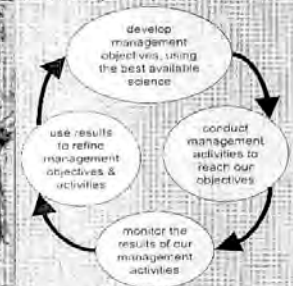 develop
management
objectives, using
the best available
science
conduct
management
activities to
reach our
objectives
monitor the
results of our
management
activities
use results
to refine
management
objectives &
activities